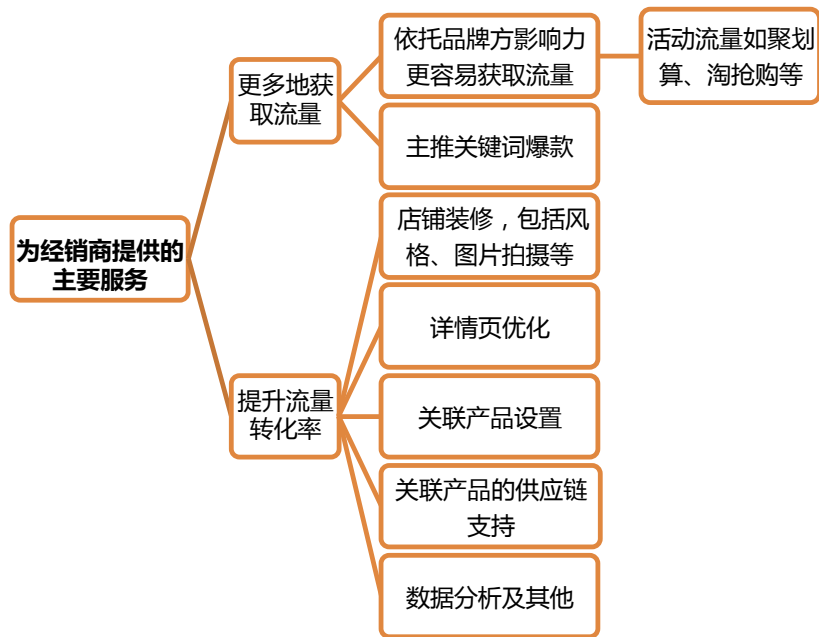 为经销商提供的
主要服务
更多地获
取流量
依托品牌方影响力
更容易获取流量
活动流量如聚划
算、淘抢购等
主推关键词爆款
提升流量
转化率
店铺装修，包括风
格、图片拍摄等
详情页优化
关联产品设置
关联产品的供应链
支持
数据分析及其他